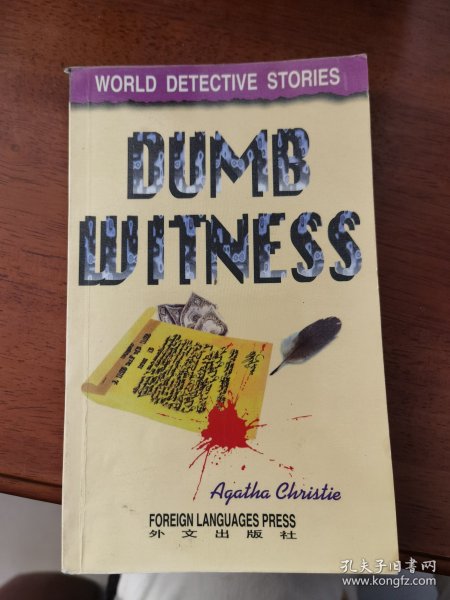 WORLD DETECTIVE STORIES
DUMB
WITNESS
Agatha Christie
FOREIGN LANGUAGES PRESS
外文出版社
孔夫子旧书网
www.kongfz.com